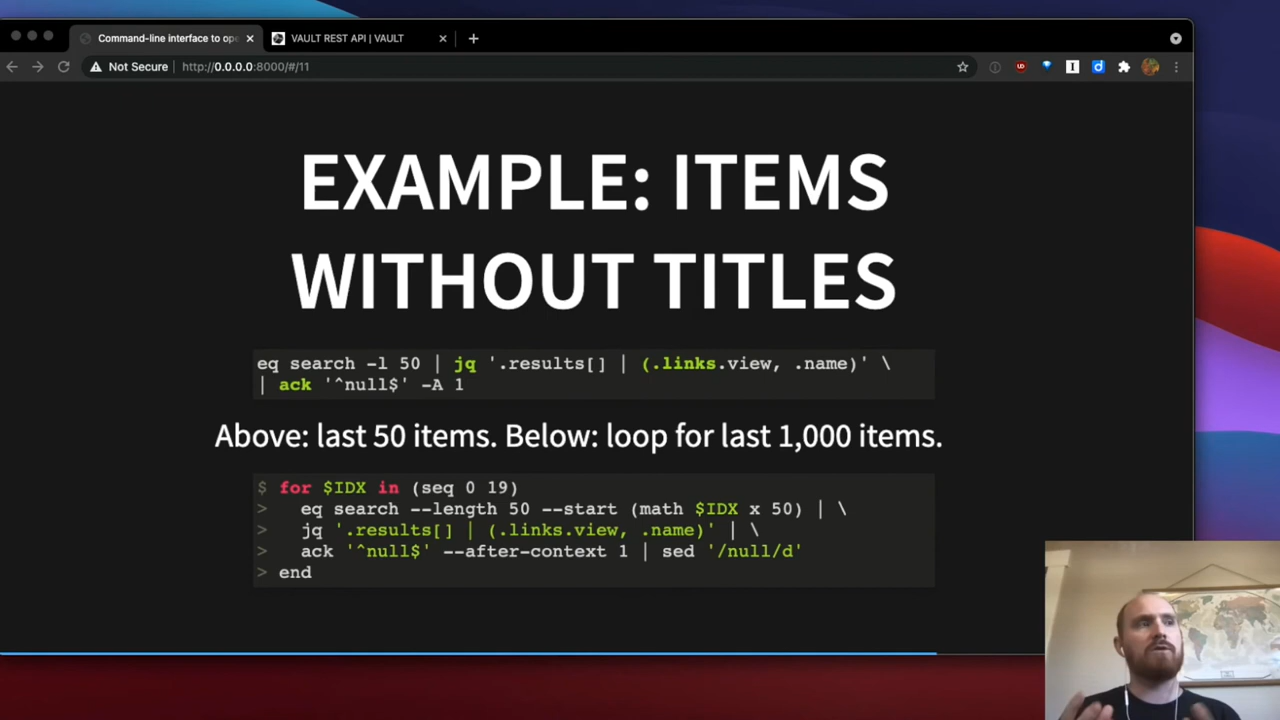 Command-line interface to ope
VAULT REST API | VAULT
Not Secure
http://0.0.0.0:8000/#/11
EXAMPLE: ITEMS
WITHOUT TITLES
eq search -l 50 | jq '.results[] | (.links.view, .name)' \
| ack '^null$' -A 1
Above: last 50 items. Below: loop for last 1,000 items.
$ for $IDX in (seq 0 19)
>   eq search --length 50 --start (math $IDX x 50) | \
>   jq '.results[] | (.links.view, .name)' | \
>   ack '^null$' --after-context 1 | sed '/null/d'
> end